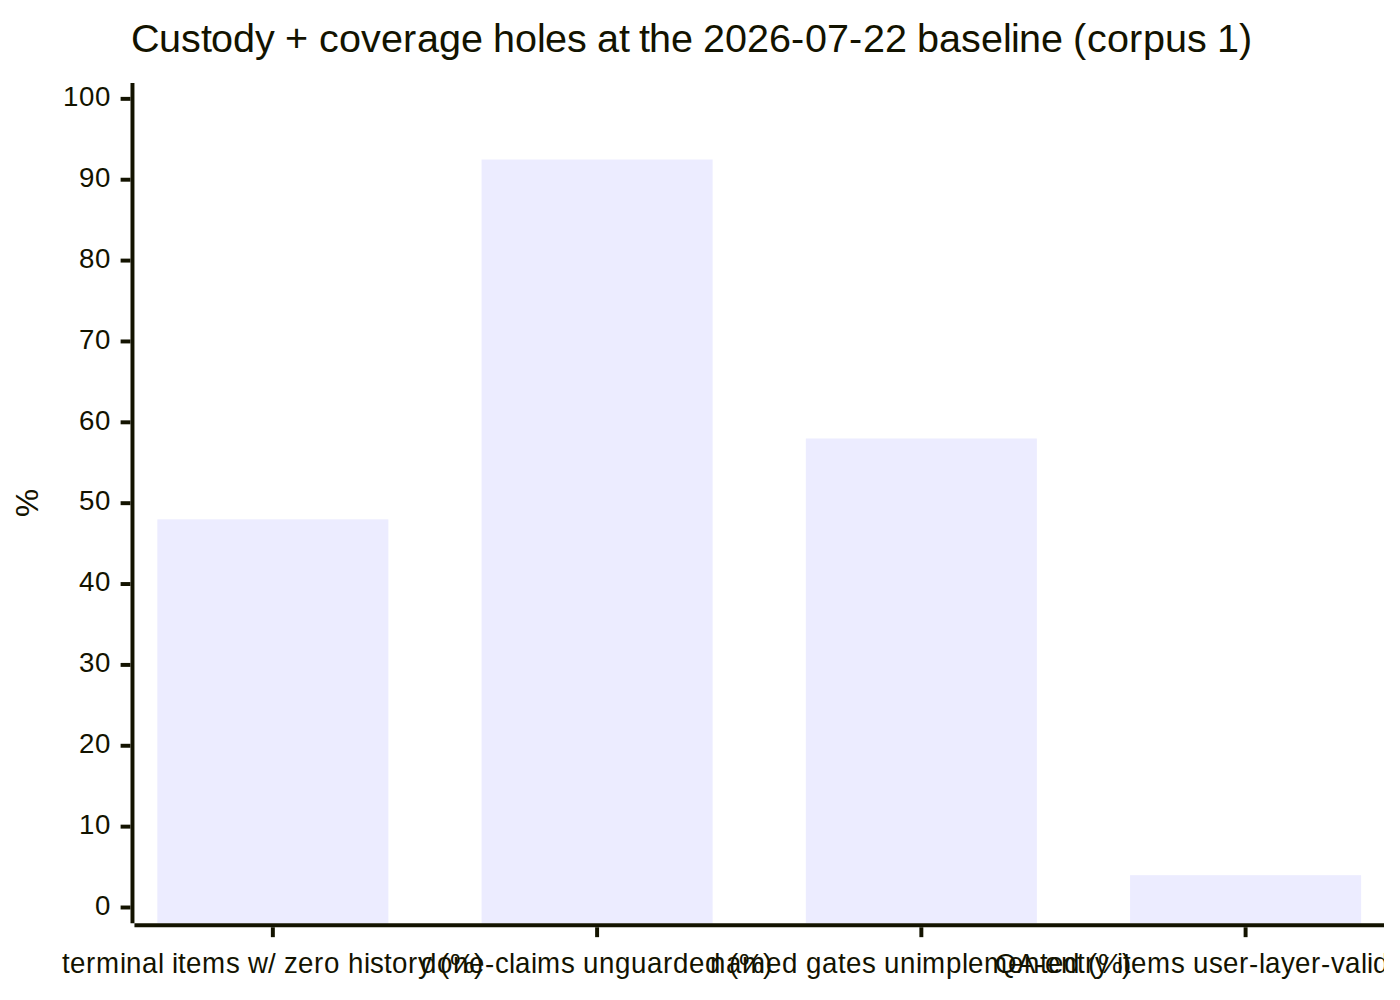 Custody + coverage holes at the 2026-07-22 baseline (corpus 1)
100
90
80
70
60
50
40
30
20
10
0
%
terminal items w/ zero history (%)
done-claims unguarded (%)
named gates unimplemented (%)
QA-entry items user-layer-valid